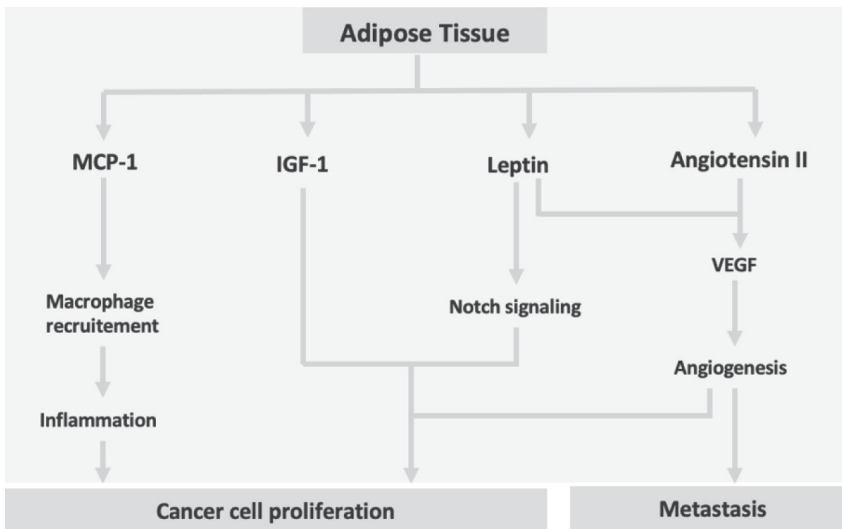 Adipose Tissue
MCP-1
IGF-1
Leptin
Angiotensin II
VEGF
Macrophage
recruitement
Notch signaling
Angiogenesis
Inflammation
Cancer cell proliferation
Metastasis